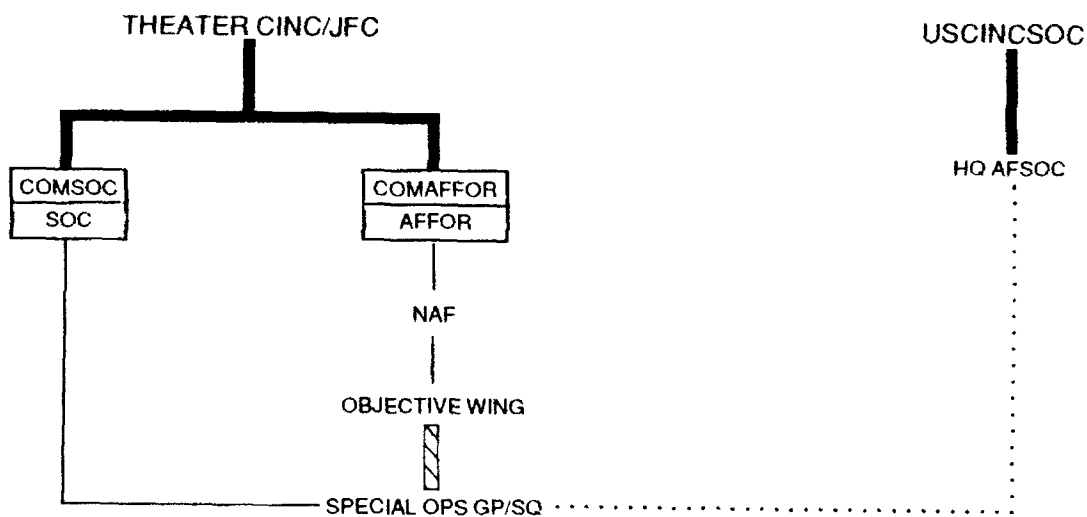 THEATER CINC/JFC
USCINCSOC
COMSOC
SOC
COMAFFOR
AFFOR
HQ AFSOC
NAF
OBJECTIVE WING
SPECIAL OPS GP/SQ